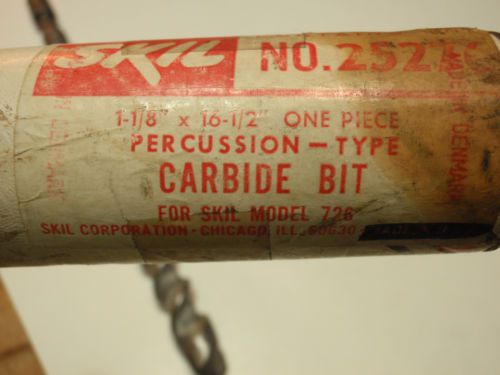 SKIL NO.2527
1-1/8" x 16-1/2" ONE PIECE
PERCUSSION - TYPE
CARBIDE BIT
FOR SKIL MODEL 726
SKIL CORPORATION - CHICAGO, ILL. 60630
DENMARK